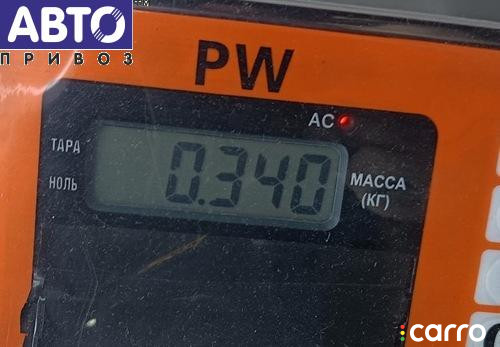 АВТО
ПРИВОЗ
PW
AC
ТАРА
НОЛЬ
0.340
МАССА
(КГ)
carro